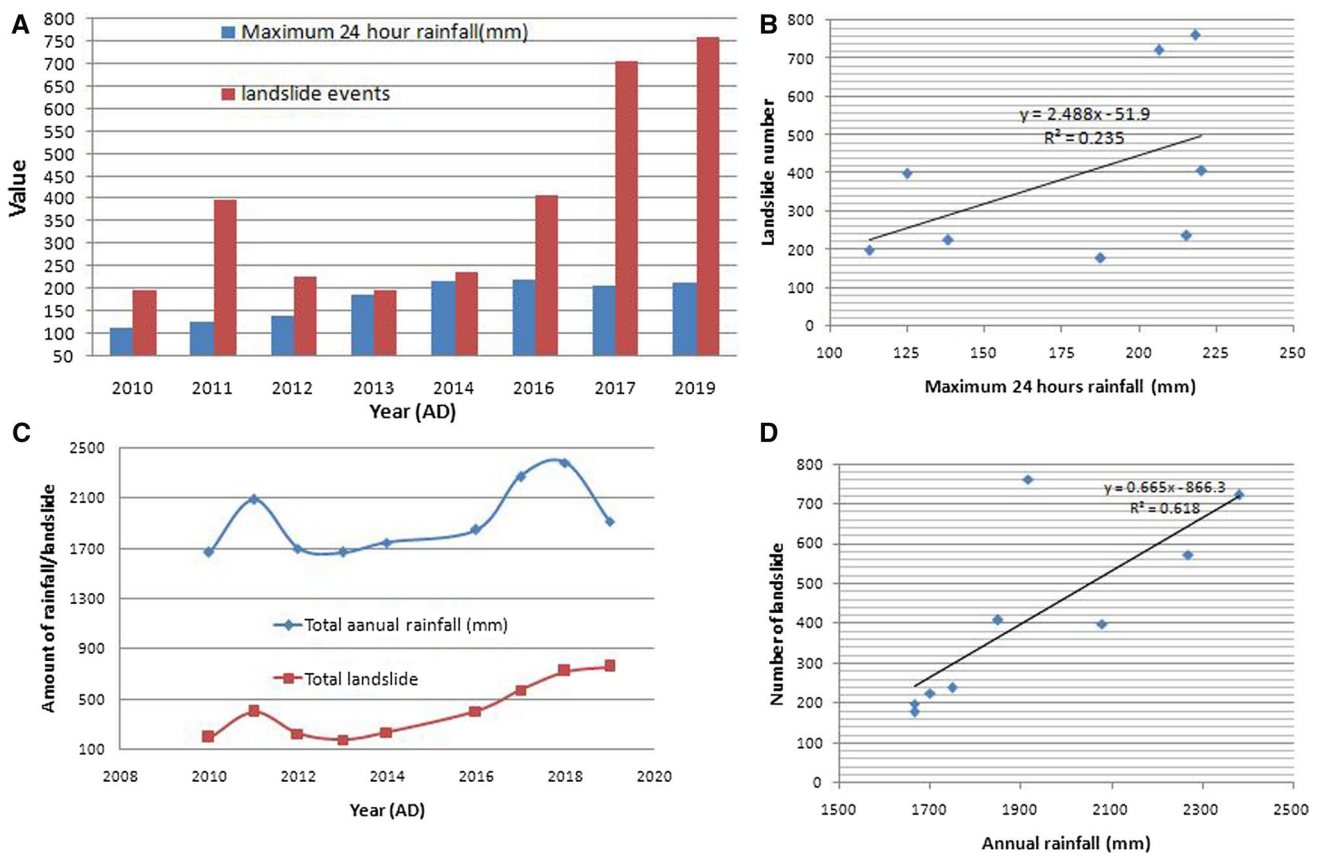 A
800
750
700
650
600
550
500
450
400
350
300
250
200
150
100
50
Value
Maximum 24 hour rainfall(mm)
landslide events
2010 2011 2012 2013 2014 2016 2017 2019
Year (AD)
B
800
700
600
500
400
300
200
100
0
Landslide number
y = 2.488x - 51.9
R² = 0.235
100 125 150 175 200 225 250
Maximum 24 hours rainfall (mm)
C
2500
2100
1700
1300
900
500
100
Amount of rainfall/landslide
Total aanual rainfall (mm)
Total landslide
2008 2010 2012 2014 2016 2018 2020
Year (AD)
D
800
700
600
500
400
300
200
100
0
Number of landslide
y = 0.665x - 866.3
R² = 0.618
1500 1700 1900 2100 2300 2500
Annual rainfall (mm)